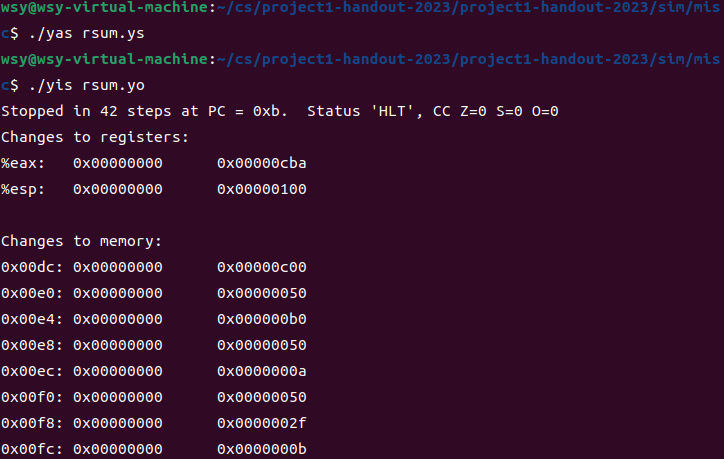 wsy@wsy-virtual-machine:~/cs/project1-handout-2023/project1-handout-2023/sim/mis
c$ ./yas rsum.ys
wsy@wsy-virtual-machine:~/cs/project1-handout-2023/project1-handout-2023/sim/mis
c$ ./yis rsum.yo
Stopped in 42 steps at PC = 0xb.  Status 'HLT', CC Z=0 S=0 O=0
Changes to registers:
%eax:   0x00000000      0x00000cba
%esp:   0x00000000      0x00000100

Changes to memory:
0x00dc: 0x00000000      0x00000c00
0x00e0: 0x00000000      0x00000050
0x00e4: 0x00000000      0x000000b0
0x00e8: 0x00000000      0x00000050
0x00ec: 0x00000000      0x0000000a
0x00f0: 0x00000000      0x00000050
0x00f8: 0x00000000      0x0000002f
0x00fc: 0x00000000      0x0000000b